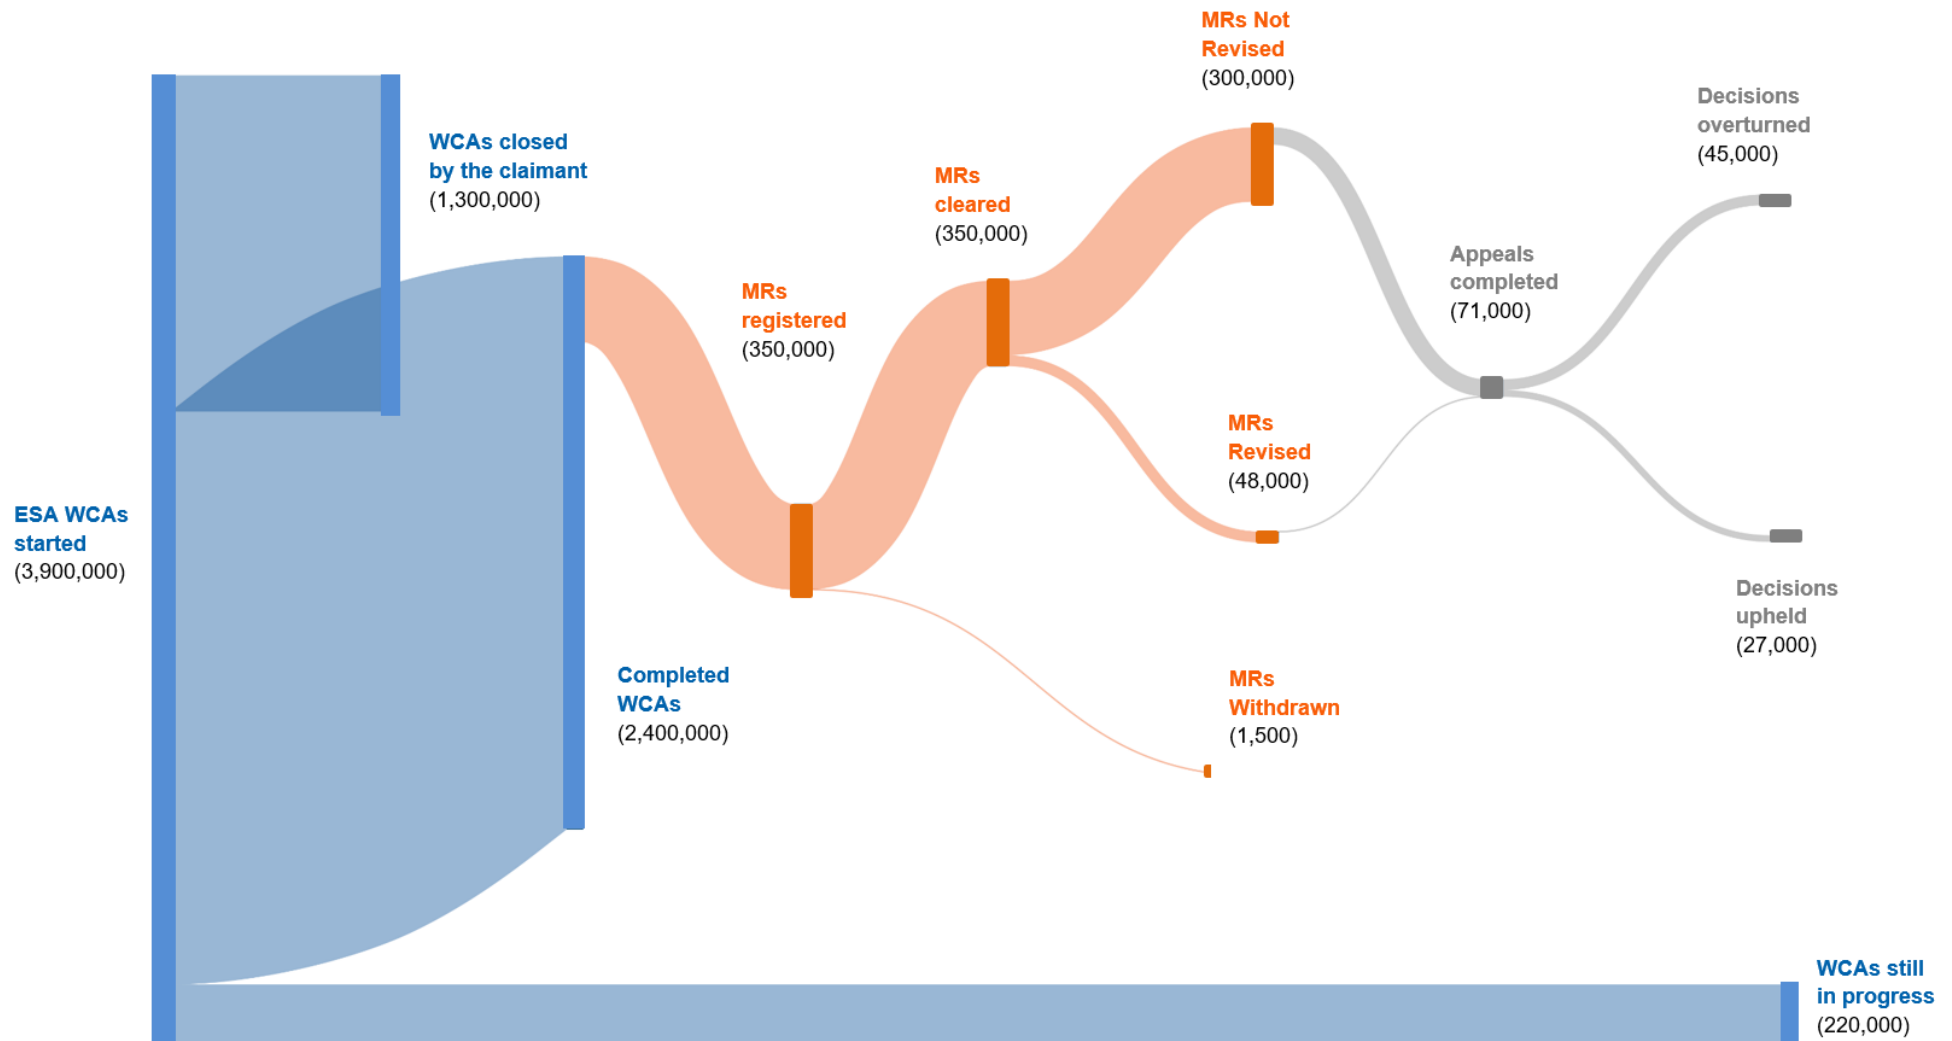 MRs Not
Revised
(300,000)
Decisions
overturned
(45,000)
WCAs closed
by the claimant
(1,300,000)
MRs
cleared
(350,000)
Appeals
completed
(71,000)
MRs
registered
(350,000)
MRs
Revised
(48,000)
ESA WCAs
started
(3,900,000)
Decisions
upheld
(27,000)
Completed
WCAs
(2,400,000)
MRs
Withdrawn
(1,500)
WCAs still
in progress
(220,000)